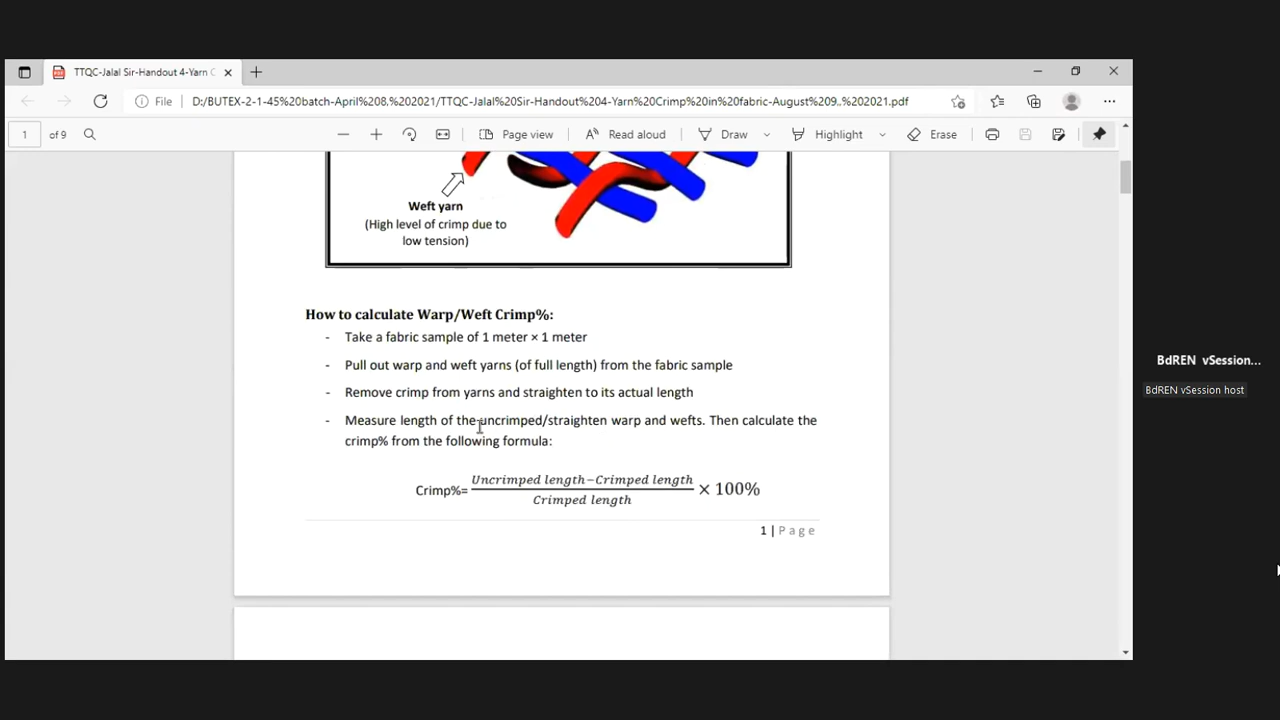 TTQC-Jalal Sir-Handout 4-Yarn C
File D:/BUTEX-2-1-45%20batch-April%208.%202021/TTQC-Jalal%20Sir-Handout%204-Yarn%20Crimp%20in%20fabric-August%209..%202021.pdf
1 of 9 Page view Read aloud Draw Highlight Erase
Weft yarn
(High level of crimp due to
low tension)
How to calculate Warp/Weft Crimp%:
- Take a fabric sample of 1 meter × 1 meter
- Pull out warp and weft yarns (of full length) from the fabric sample
- Remove crimp from yarns and straighten to its actual length
- Measure length of the uncrimped/straighten warp and wefts. Then calculate the
crimp% from the following formula:
Uncrimped length−Crimped length
Crimp%= × 100%
Crimped length
1 | Page
BdREN vSession...
BdREN vSession host